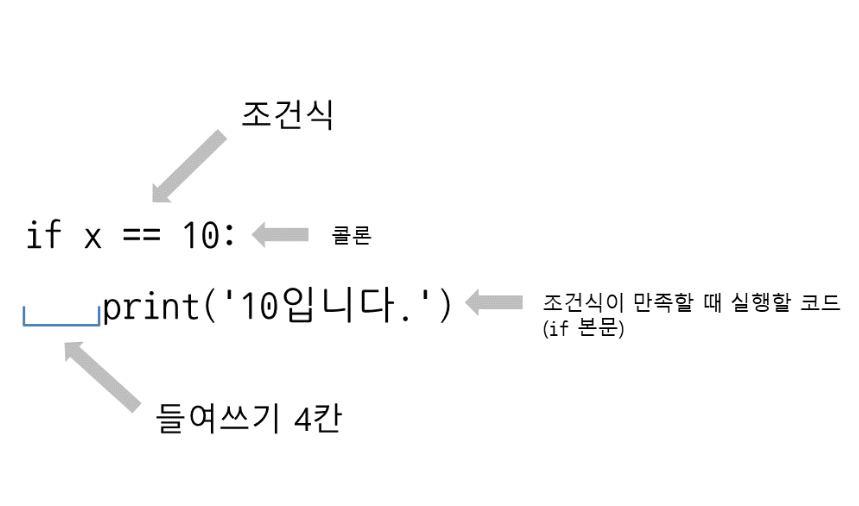 조건식
if x == 10:
콜론
print('10입니다.')
조건식이 만족할 때 실행할 코드
(if 본문)
들여쓰기 4칸